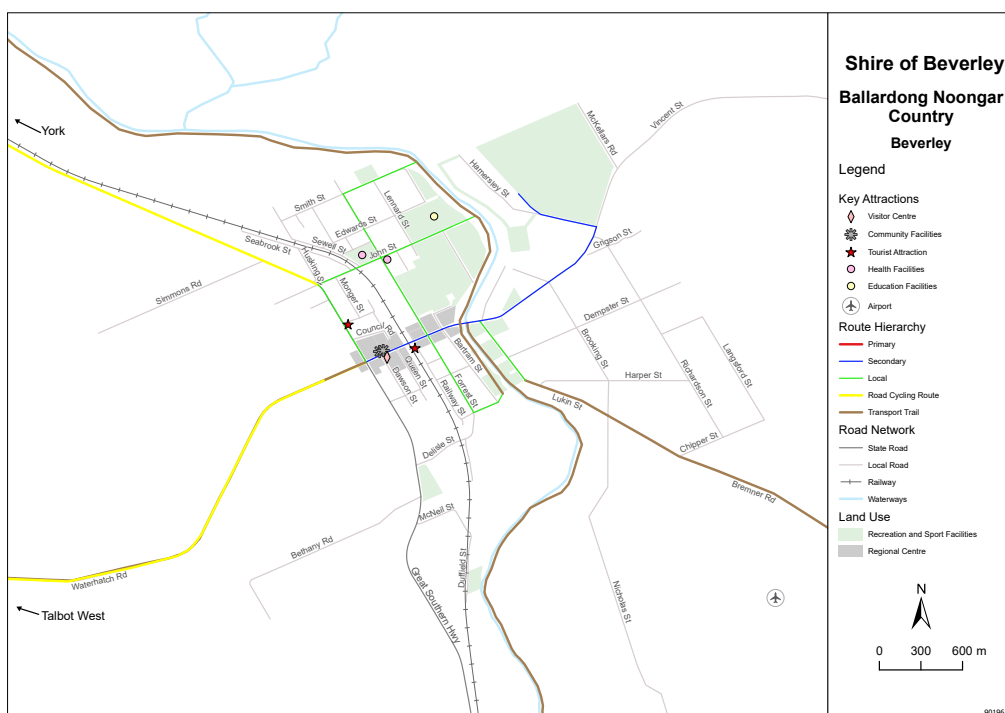 Shire of Beverley
Ballardong Noongar
Country
Beverley
Legend
Key Attractions
Visitor Centre
Community Facilities
Tourist Attraction
Health Facilities
Education Facilities
Airport
Route Hierarchy
Primary
Secondary
Local
Road Cycling Route
Transport Trail
Road Network
State Road
Local Road
Railway
Waterways
Land Use
Recreation and Sport Facilities
Regional Centre
N
0 300 600 m
90196
York
Talbot West
McKellars Rd
Vincent St
Hamersley St
Grigson St
Smith St
Lennard St
Edwards St
Sewell St
John St
Seabrook St
Husking St
Simmons Rd
Monger St
Council Rd
Dempster St
Brooking St
Bartram St
Queen St
Dawson St
Railway St
Forrest St
Harper St
Richardson St
Langsford St
Lukin St
Chipper St
Delisle St
Bremner Rd
McNeil St
Bethany Rd
Duffield St
Great Southern Hwy
Waterhatch Rd
Nicholas St